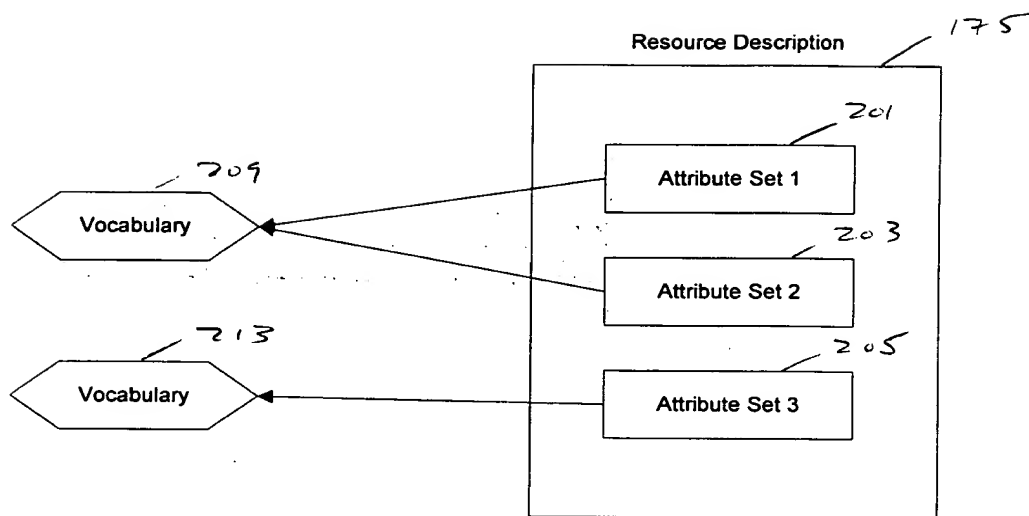 175
Resource Description
201
Attribute Set 1
209
Vocabulary
203
Attribute Set 2
213
Vocabulary
205
Attribute Set 3